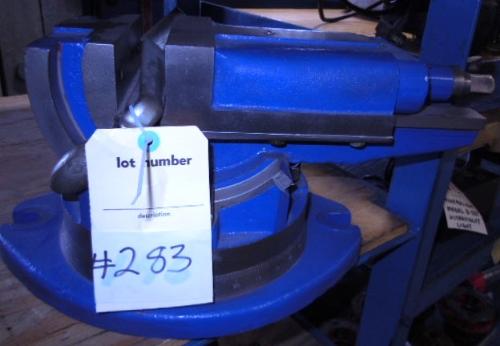 lot number
description
#283